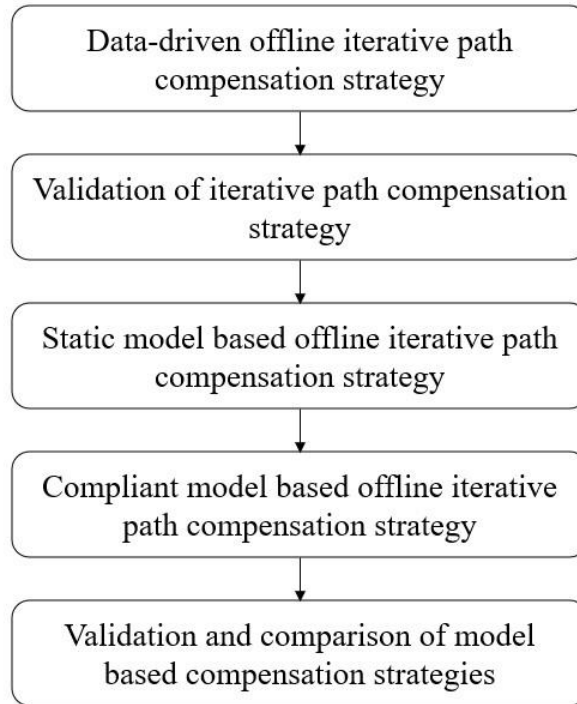 Data-driven offline iterative path
compensation strategy
Validation of iterative path compensation
strategy
Static model based offline iterative path
compensation strategy
Compliant model based offline iterative
path compensation strategy
Validation and comparison of model
based compensation strategies